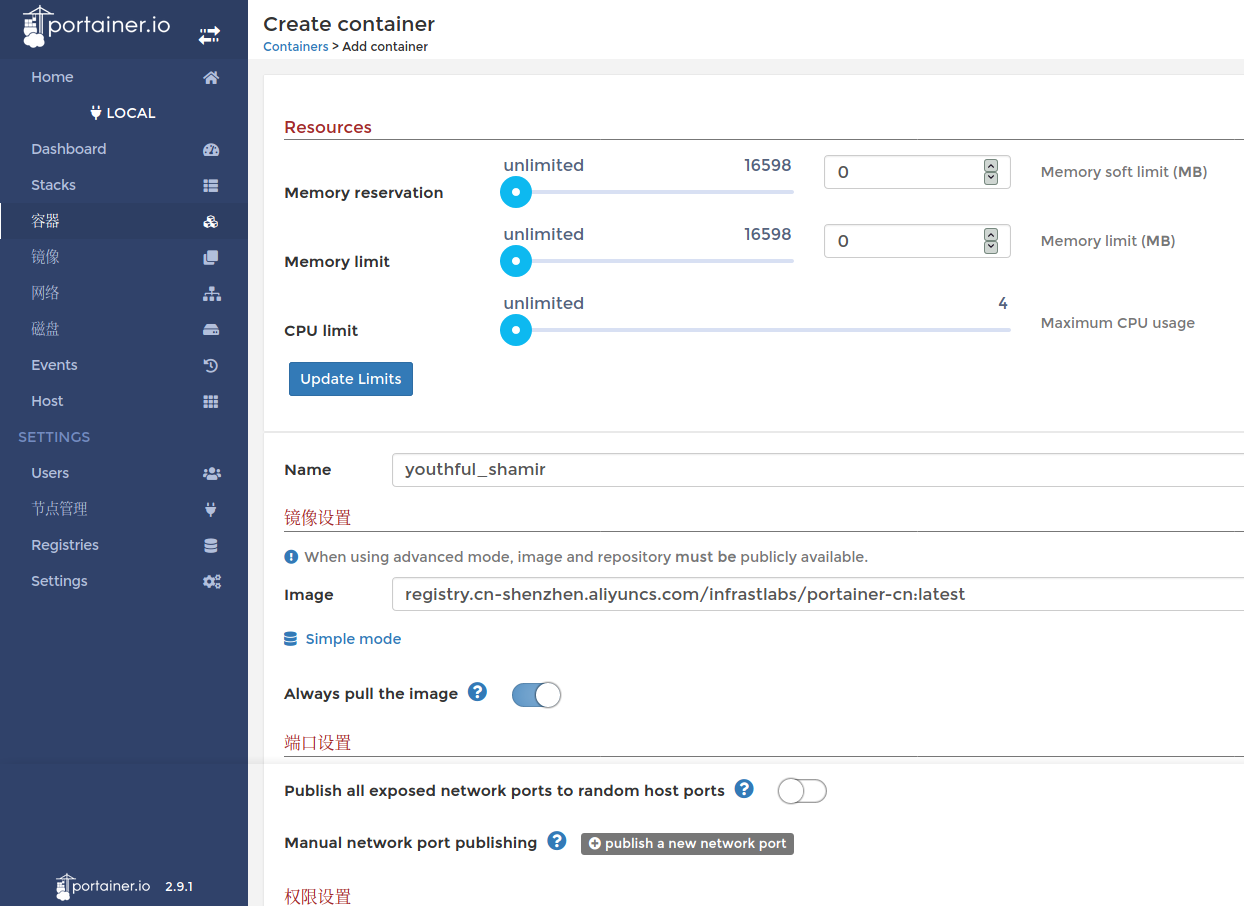 portainer.io
Home
LOCAL
Dashboard
Stacks
容器
镜像
网络
磁盘
Events
Host
SETTINGS
Users
节点管理
Registries
Settings
portainer.io 2.9.1
Create container
Containers > Add container
Resources
unlimited 16598
Memory reservation 0 Memory soft limit (MB)
unlimited 16598
Memory limit 0 Memory limit (MB)
unlimited 4
CPU limit Maximum CPU usage
Update Limits
Name youthful_shamir
镜像设置
When using advanced mode, image and repository must be publicly available.
Image registry.cn-shenzhen.aliyuncs.com/infrastlabs/portainer-cn:latest
Simple mode
Always pull the image
端口设置
Publish all exposed network ports to random host ports
Manual network port publishing publish a new network port
权限设置